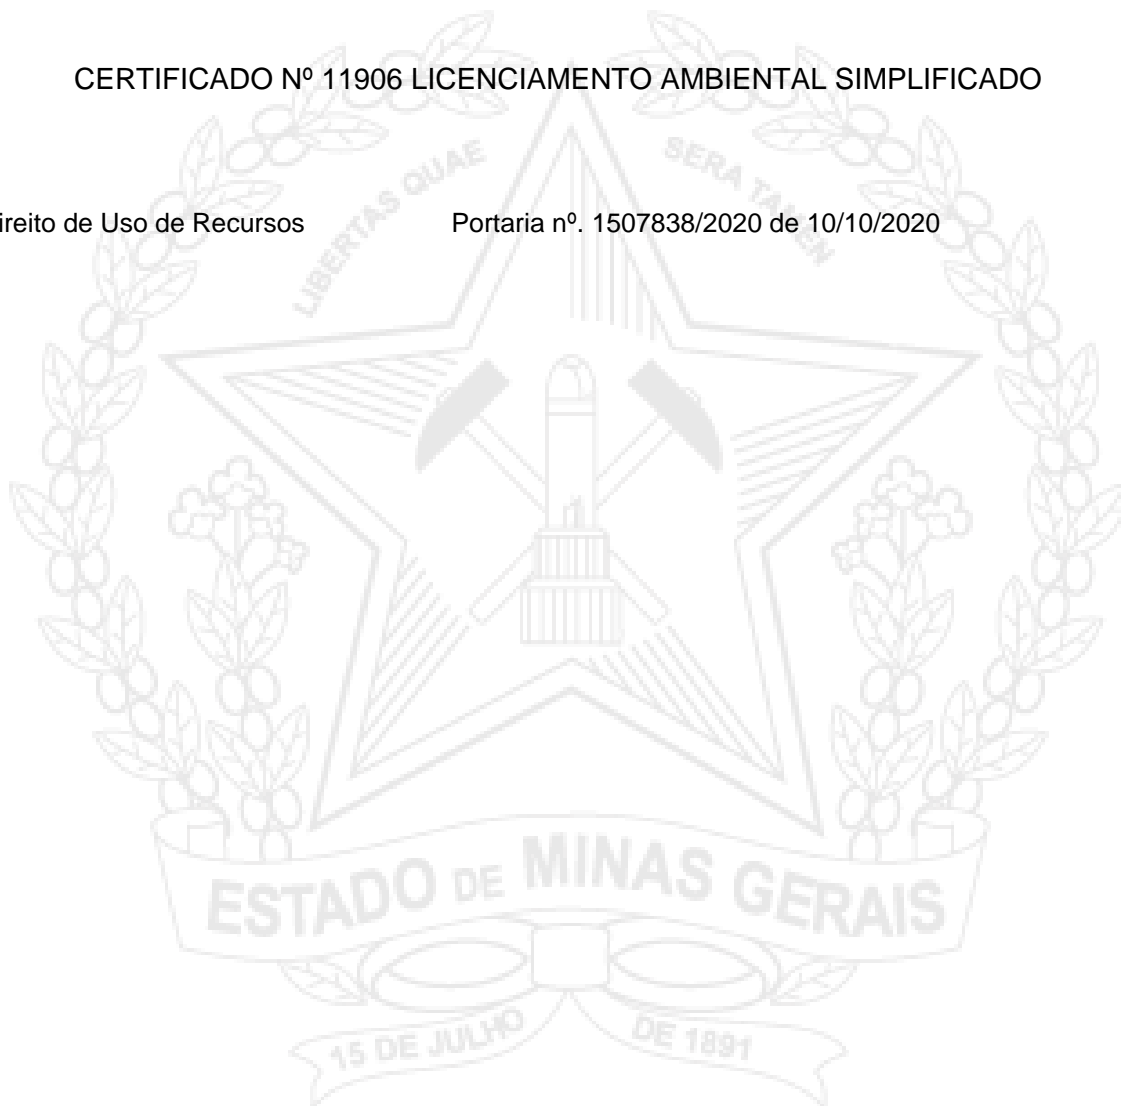 CERTIFICADO Nº 11906 LICENCIAMENTO AMBIENTAL SIMPLIFICADO
LIBERTAS QUAE SERA TAMEN
ireito de Uso de Recursos Portaria nº. 1507838/2020 de 10/10/2020
ESTADO DE MINAS GERAIS
15 DE JULHO DE 1891